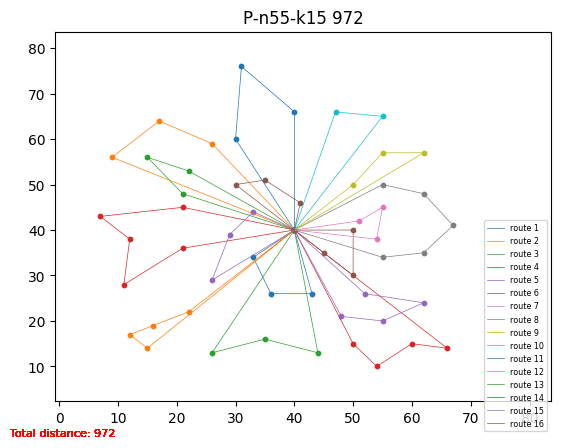 P-n55-k15 972
80
70
60
50
40
30
20
10
0 10 20 30 40 50 60 70 80
route 1
route 2
route 3
route 4
route 5
route 6
route 7
route 8
route 9
route 10
route 11
route 12
route 13
route 14
route 15
route 16
Total distance: 972